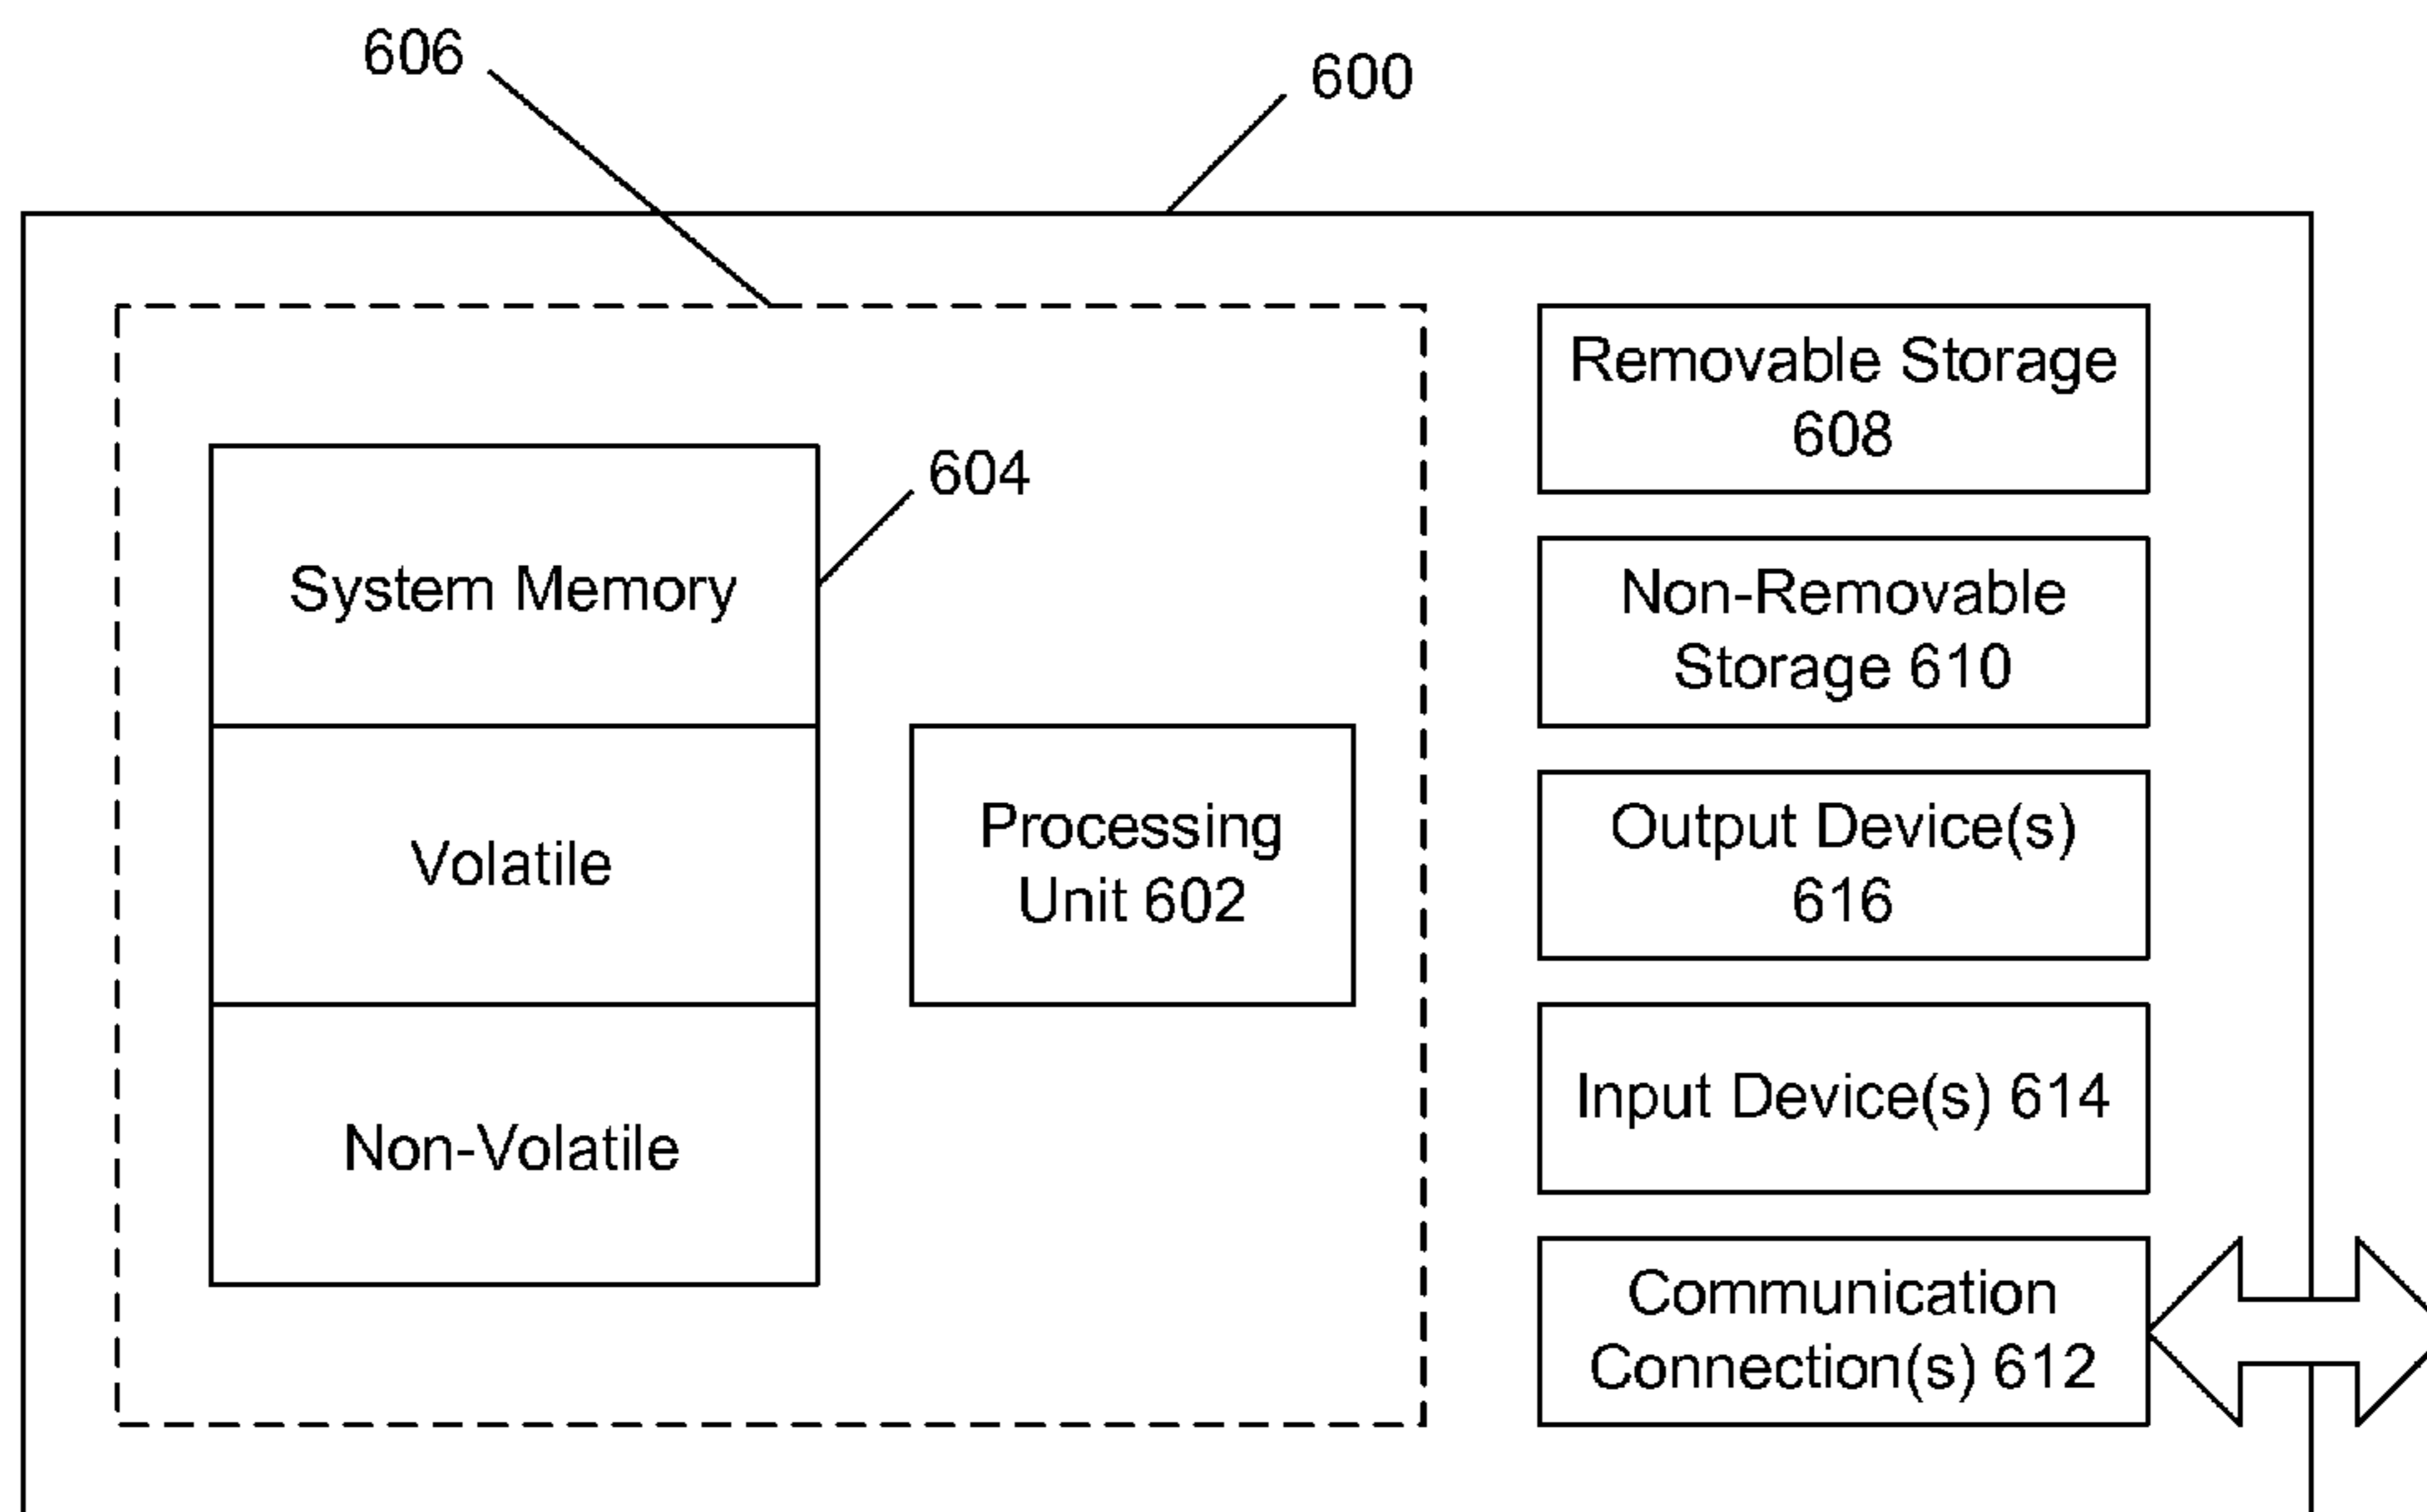 606
600
604
System Memory
Volatile
Non-Volatile
Processing
Unit 602
Removable Storage
608
Non-Removable
Storage 610
Output Device(s)
616
Input Device(s) 614
Communication
Connection(s) 612